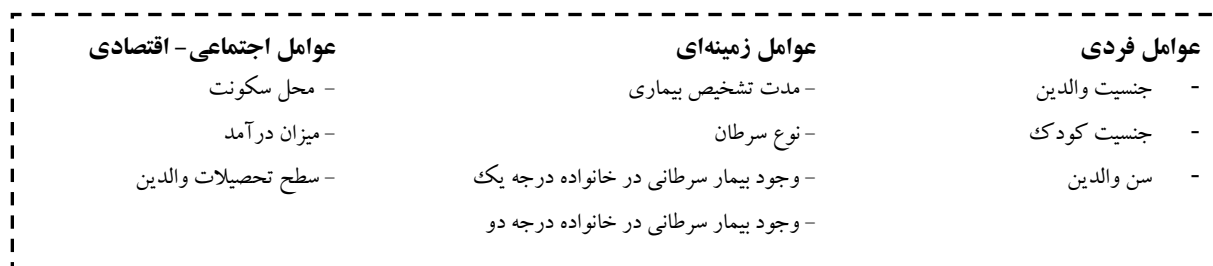 عوامل فردی
- جنسیت والدین
- جنسیت کودک
- سن والدین
عوامل زمینه‌ای
- مدت تشخیص بیماری
- نوع سرطان
- وجود بیمار سرطانی در خانواده درجه یک
- وجود بیمار سرطانی در خانواده درجه دو
عوامل اجتماعی- اقتصادی
- محل سکونت
- میزان درآمد
- سطح تحصیلات والدین